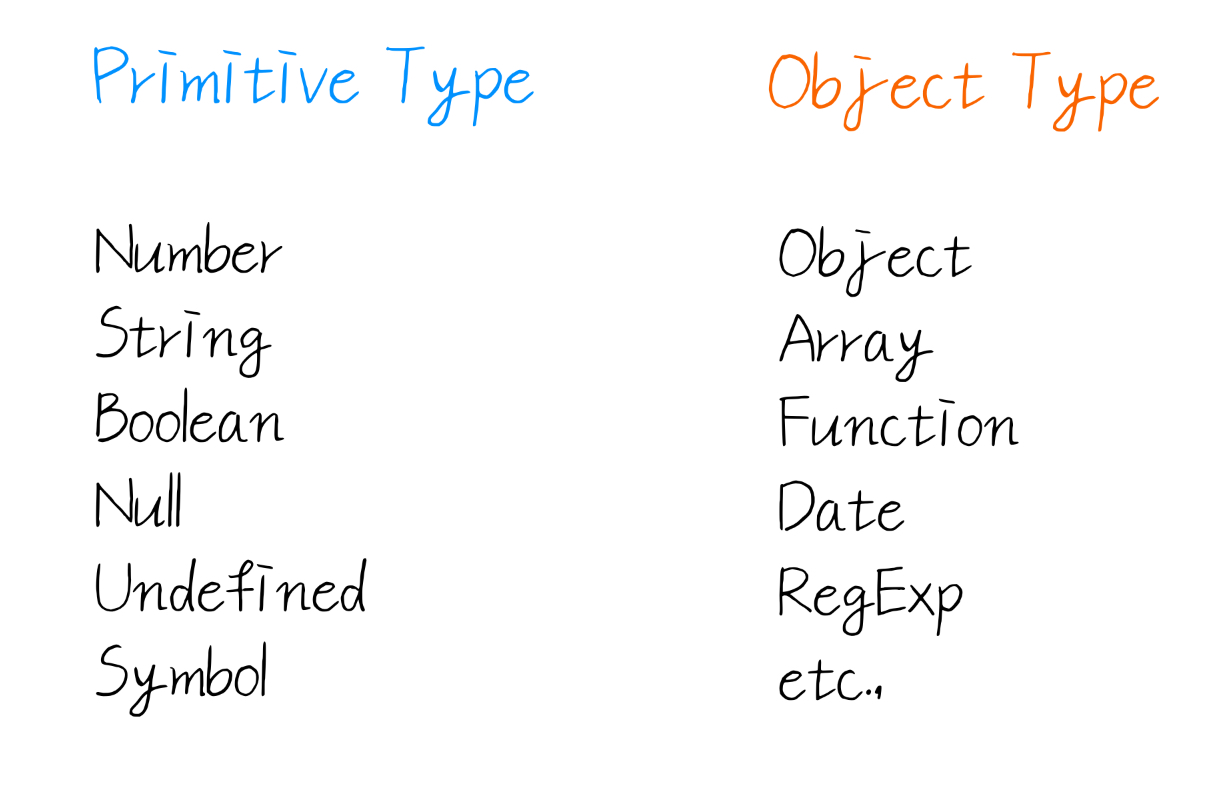 Primitive Type
Number
String
Boolean
Null
Undefined
Symbol
Object Type
Object
Array
Function
Date
RegExp
etc.,